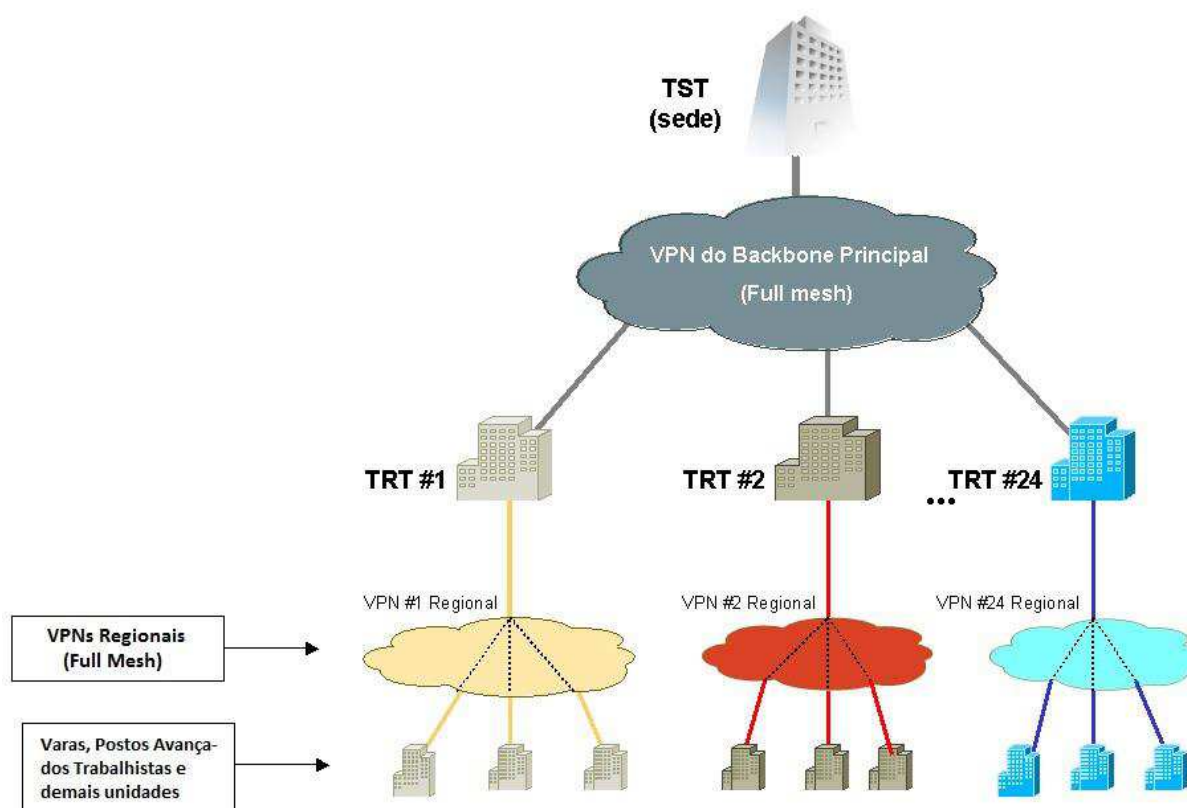 TST
(sede)
VPN do Backbone Principal
(Full mesh)
TRT #1
TRT #2
... TRT #24
VPN #1 Regional
VPN #2 Regional
VPN #24 Regional
VPNs Regionais
(Full Mesh)
Varas, Postos Avança-
dos Trabalhistas e
demais unidades